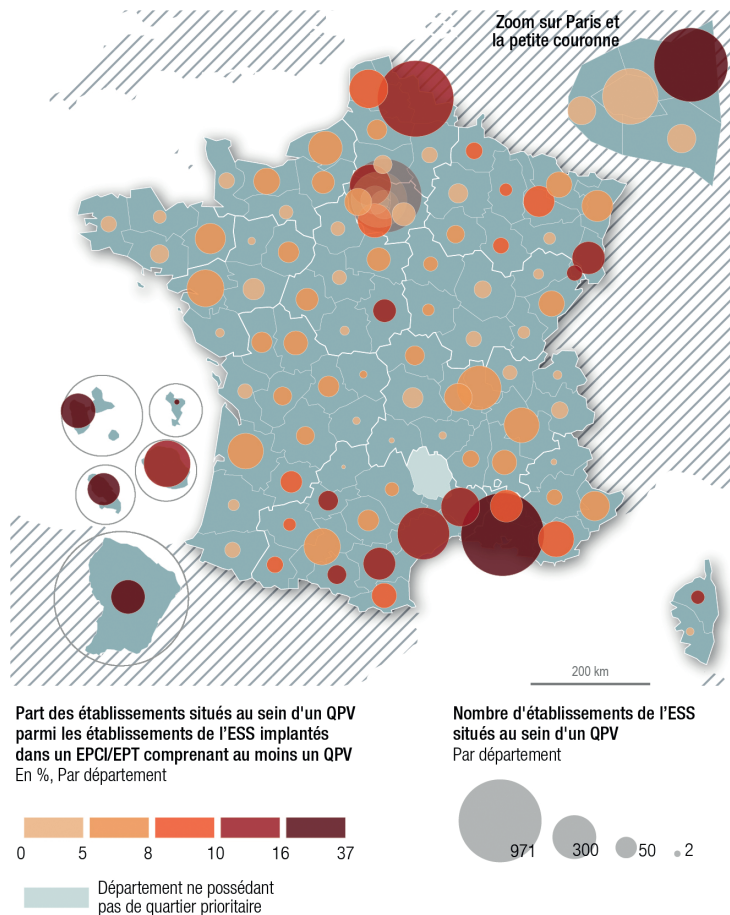 Zoom sur Paris et
la petite couronne
200 km
Part des établissements situés au sein d'un QPV
parmi les établissements de l'ESS implantés
dans un EPCI/EPT comprenant au moins un QPV
En %, Par département
0 5 8 10 16 37
Département ne possédant
pas de quartier prioritaire
Nombre d'établissements de l'ESS
situés au sein d'un QPV
Par département
971 300 50 2